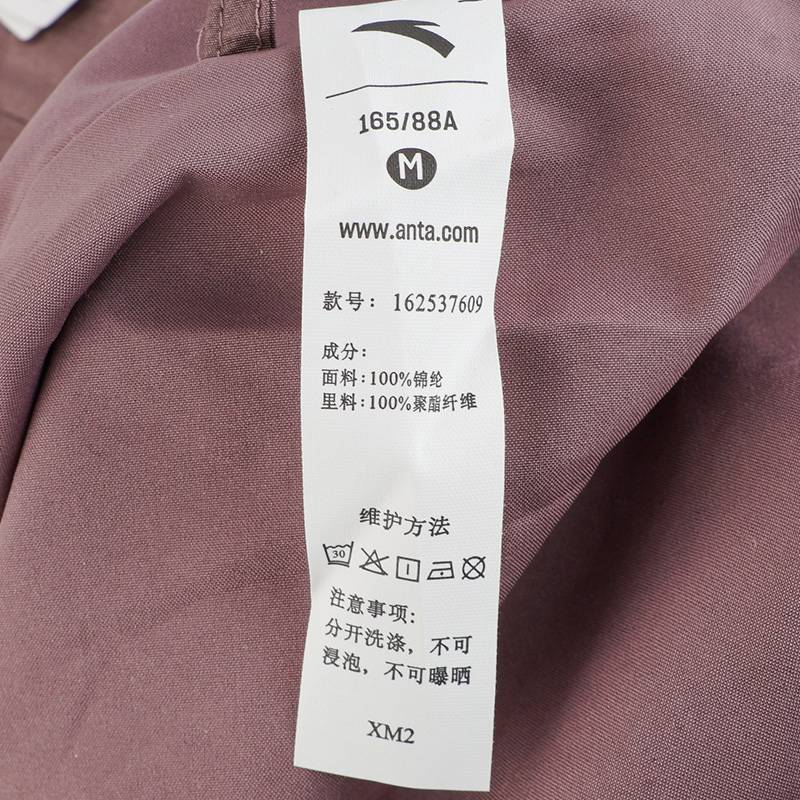 165/88A
M
www.anta.com
款号：162537609
成分：
面料：100%锦纶
里料：100%聚酯纤维
维护方法
30
注意事项：
分开洗涤，不可
浸泡，不可曝晒
XM2